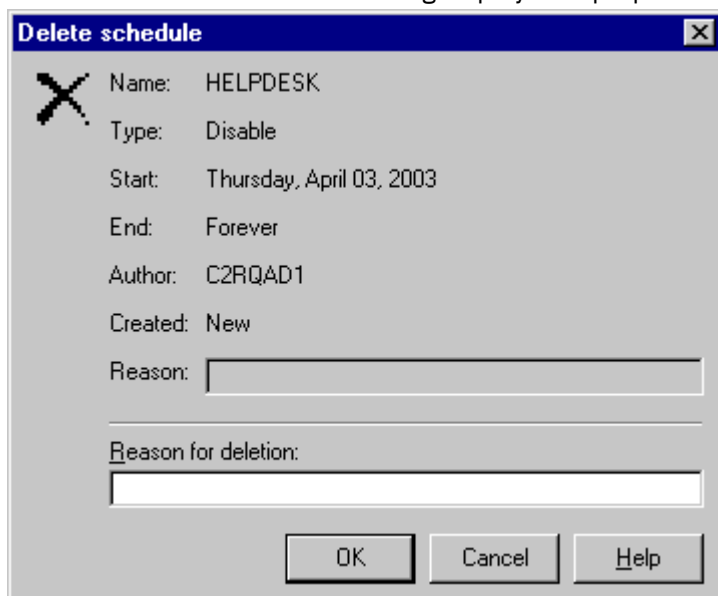 Delete schedule
Name: HELPDESK
Type: Disable
Start: Thursday, April 03, 2003
End: Forever
Author: C2RQAD1
Created: New
Reason:
Reason for deletion:
OK Cancel Help